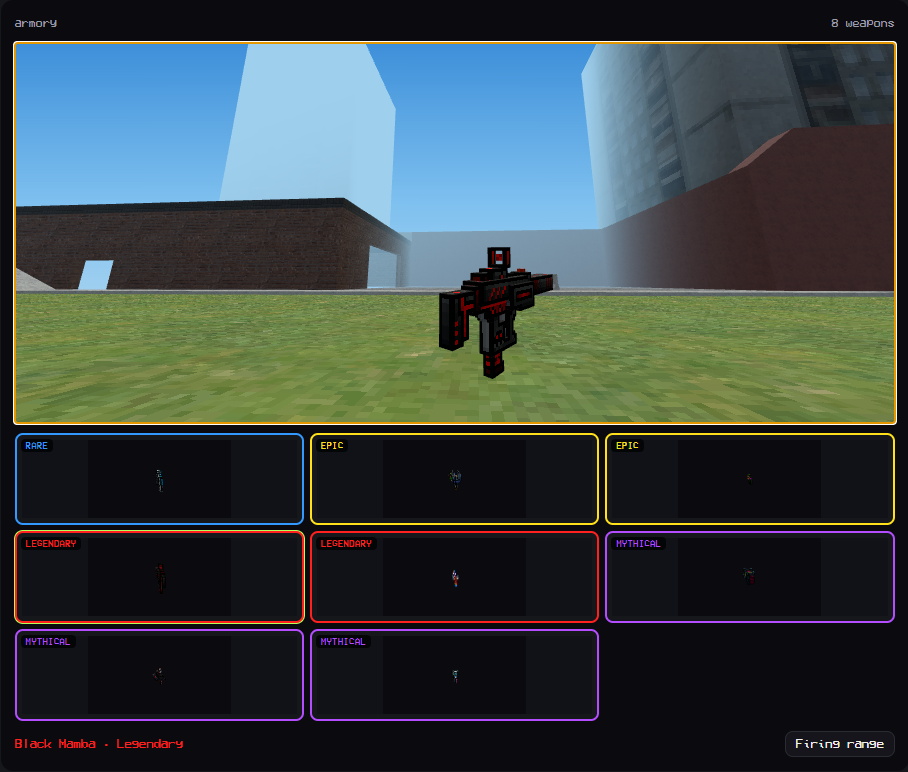 armory
8 weapons
RARE
EPIC
EPIC
LEGENDARY
LEGENDARY
MYTHICAL
MYTHICAL
MYTHICAL
Black Mamba · Legendary
Firing range